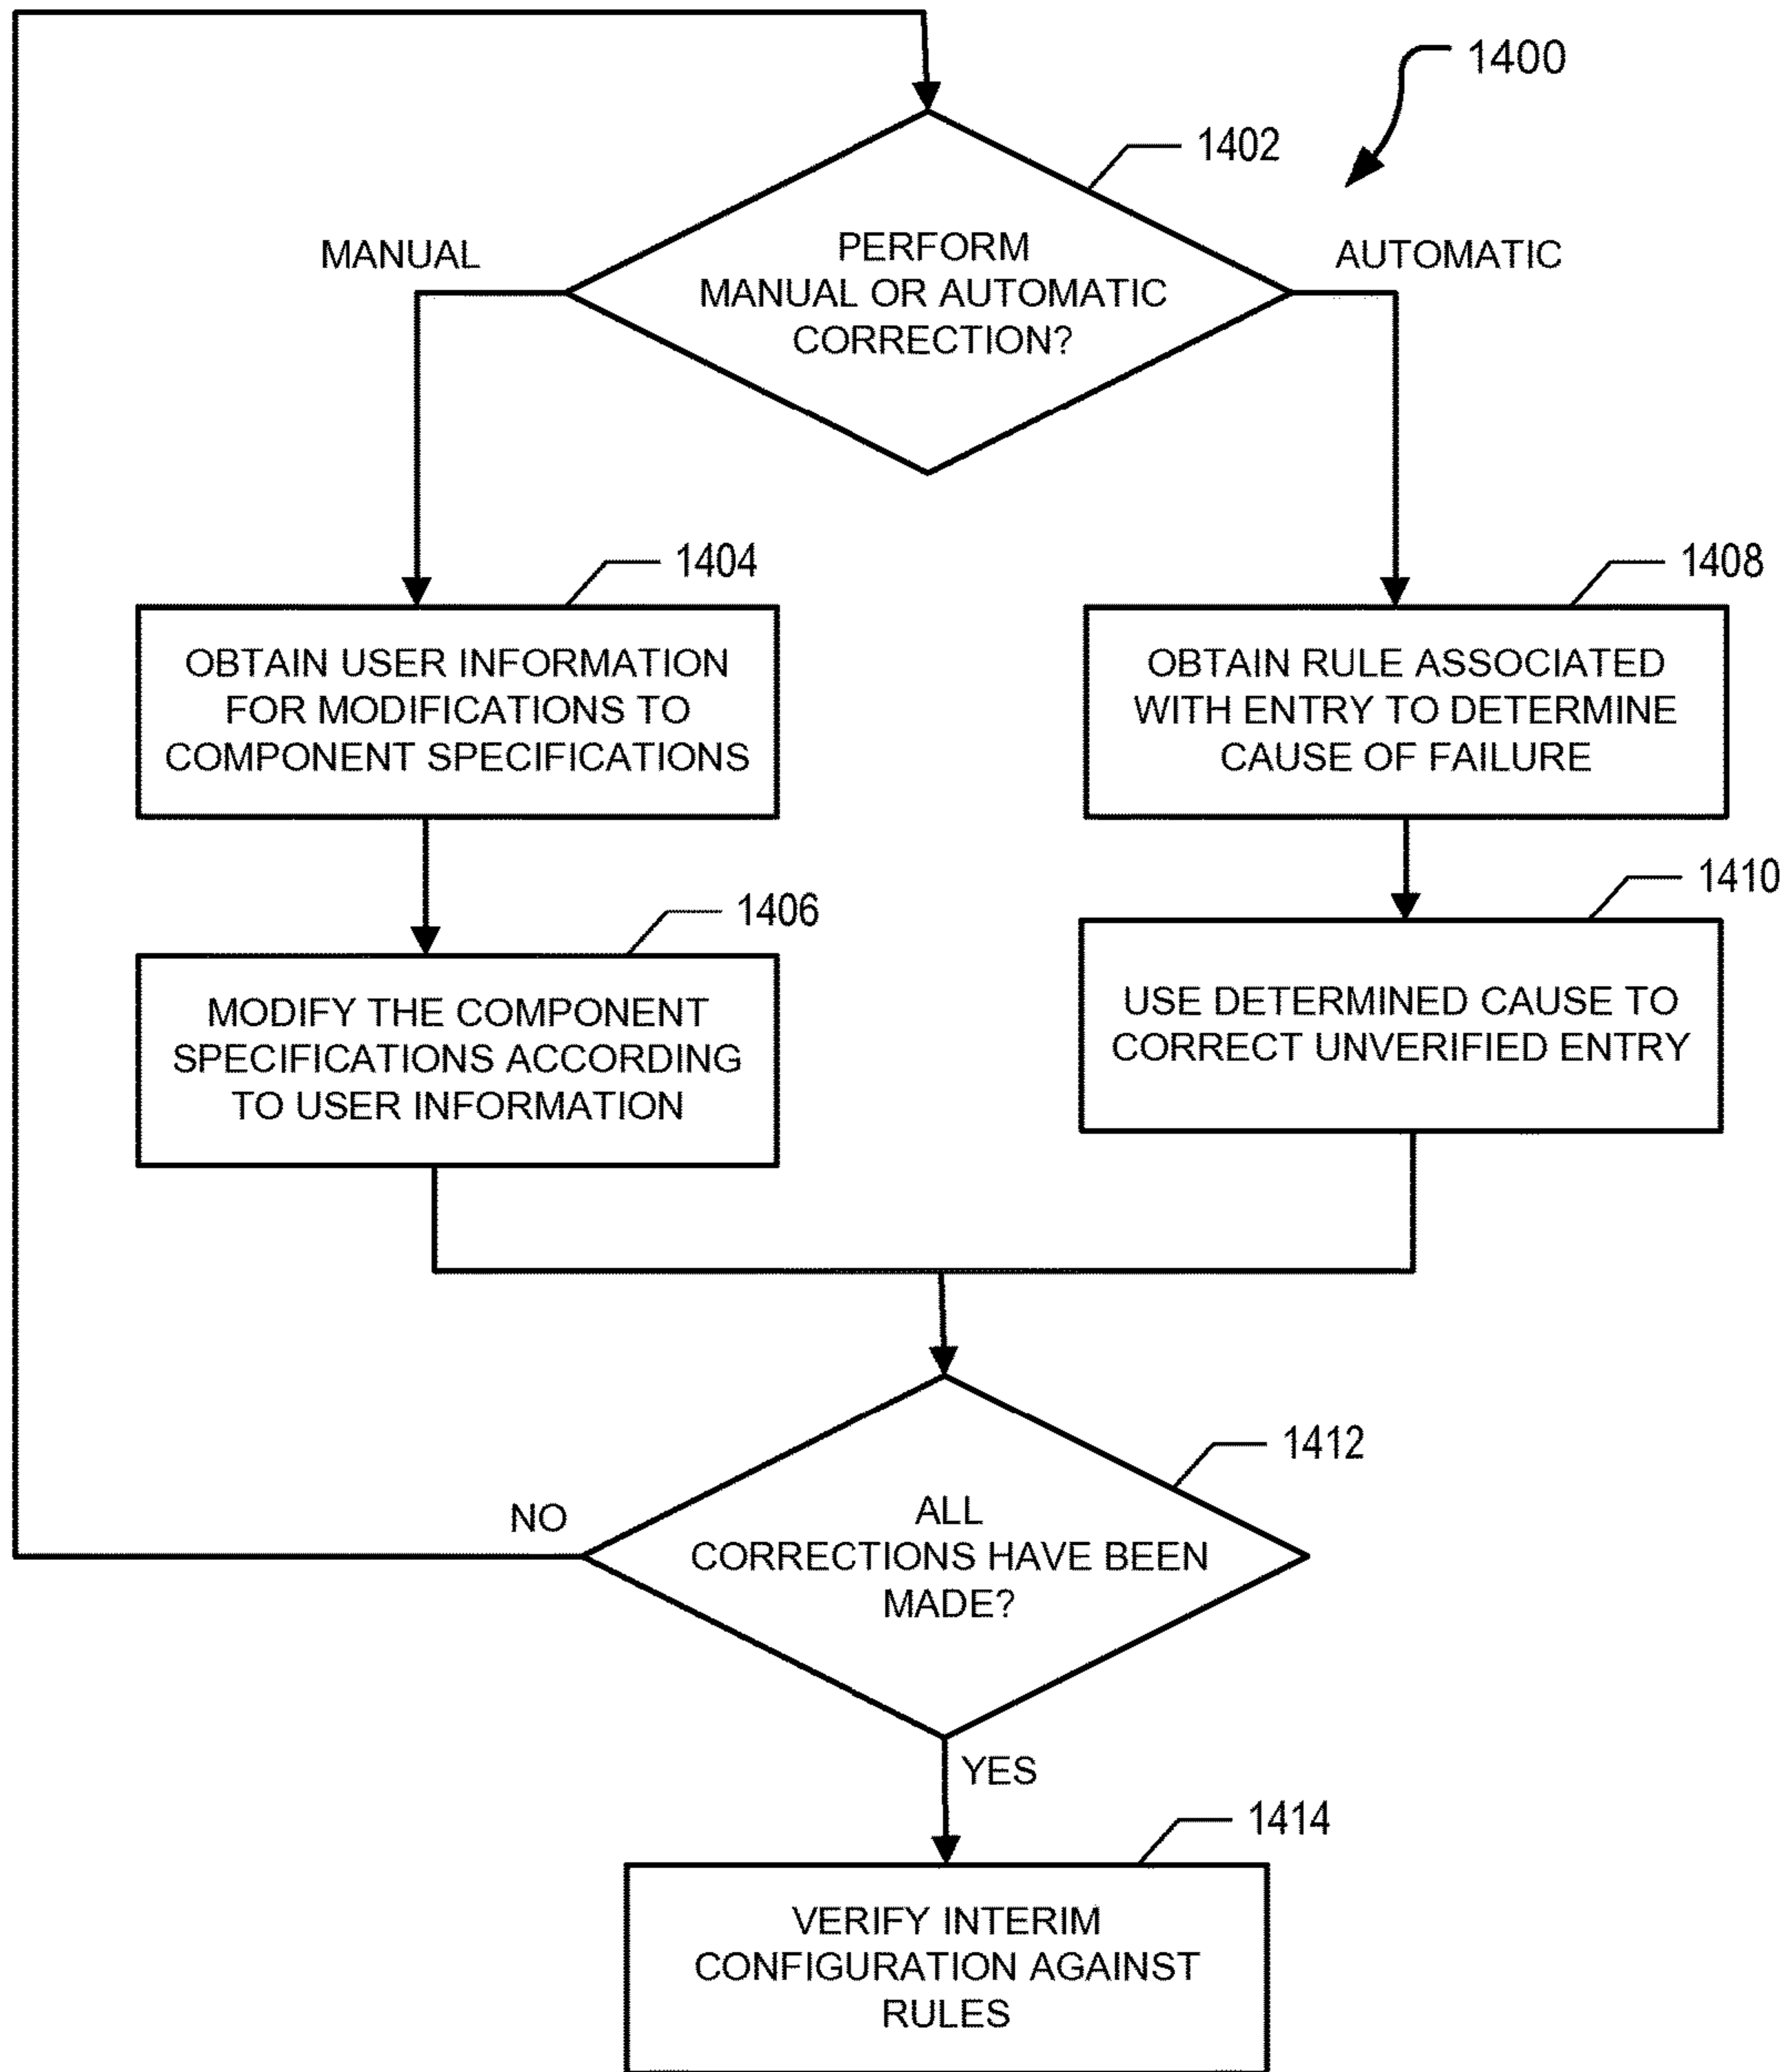 1400
1402
PERFORM
MANUAL OR AUTOMATIC
CORRECTION?
MANUAL
AUTOMATIC
1404
OBTAIN USER INFORMATION
FOR MODIFICATIONS TO
COMPONENT SPECIFICATIONS
1408
OBTAIN RULE ASSOCIATED
WITH ENTRY TO DETERMINE
CAUSE OF FAILURE
1406
MODIFY THE COMPONENT
SPECIFICATIONS ACCORDING
TO USER INFORMATION
1410
USE DETERMINED CAUSE TO
CORRECT UNVERIFIED ENTRY
1412
ALL
CORRECTIONS HAVE BEEN
MADE?
NO
YES
1414
VERIFY INTERIM
CONFIGURATION AGAINST
RULES